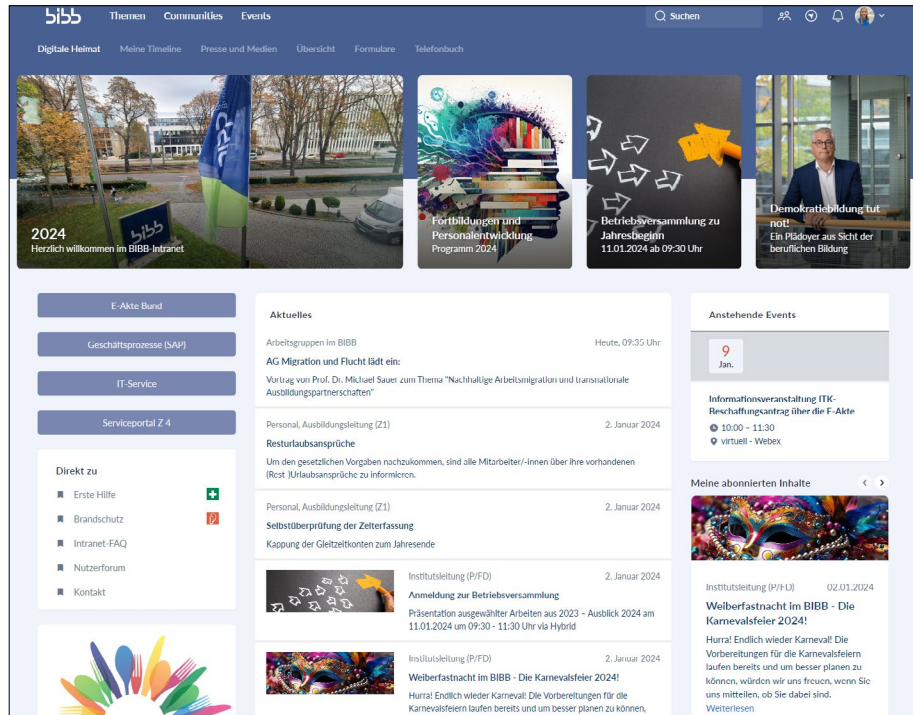 bibb Themen Communities Events Suchen
Digitale Heimat Meine Timeline Presse und Medien Übersicht Formulare Telefonbuch
bibb
2024
Herzlich willkommen im BIBB-Intranet
Fortbildungen und
Personalentwicklung
Programm 2024
Betriebsversammlung zu
Jahresbeginn
11.01.2024 ab 09:30 Uhr
Demokratiebildung tut
not!
Ein Plädoyer aus Sicht der
beruflichen Bildung
E-Akte Bund
Geschäftsprozesse (SAP)
IT-Service
Serviceportal Z 4
Direkt zu
Erste Hilfe
Brandschutz
Intranet-FAQ
Nutzerforum
Kontakt
Aktuelles
Arbeitsgruppen im BIBB Heute, 09:35 Uhr
AG Migration und Flucht lädt ein:
Vortrag von Prof. Dr. Michael Sauer zum Thema "Nachhaltige Arbeitsmigration und transnationale
Ausbildungspartnerschaften"
Personal, Ausbildungsleitung (Z1) 2. Januar 2024
Resturlaubsansprüche
Um den gesetzlichen Vorgaben nachzukommen, sind alle Mitarbeiter/-innen über ihre vorhandenen
(Rest-)Urlaubsansprüche zu informieren.
Personal, Ausbildungsleitung (Z1) 2. Januar 2024
Selbstüberprüfung der Zeiterfassung
Kappung der Gleitzeitkonten zum Jahresende
Institutsleitung (P/FD) 2. Januar 2024
Anmeldung zur Betriebsversammlung
Präsentation ausgewählter Arbeiten aus 2023 – Ausblick 2024 am
11.01.2024 um 09:30 - 11:30 Uhr via Hybrid
Institutsleitung (P/FD) 2. Januar 2024
Weiberfastnacht im BIBB - Die Karnevalsfeier 2024!
Hurra! Endlich wieder Karneval! Die Vorbereitungen für die
Karnevalsfeiern laufen bereits und um besser planen zu können,
Anstehende Events
9
Jan.
Informationsveranstaltung ITK-
Beschaffungsantrag über die E-Akte
10:00 – 11:30
virtuell - Webex
Meine abonnierten Inhalte
Institutsleitung (P/FD) 02.01.2024
Weiberfastnacht im BIBB - Die
Karnevalsfeier 2024!
Hurra! Endlich wieder Karneval! Die
Vorbereitungen für die Karnevalsfeiern
laufen bereits und um besser planen zu
können, würden wir uns freuen, wenn Sie
uns mitteilen, ob Sie dabei sind.
Weiterlesen